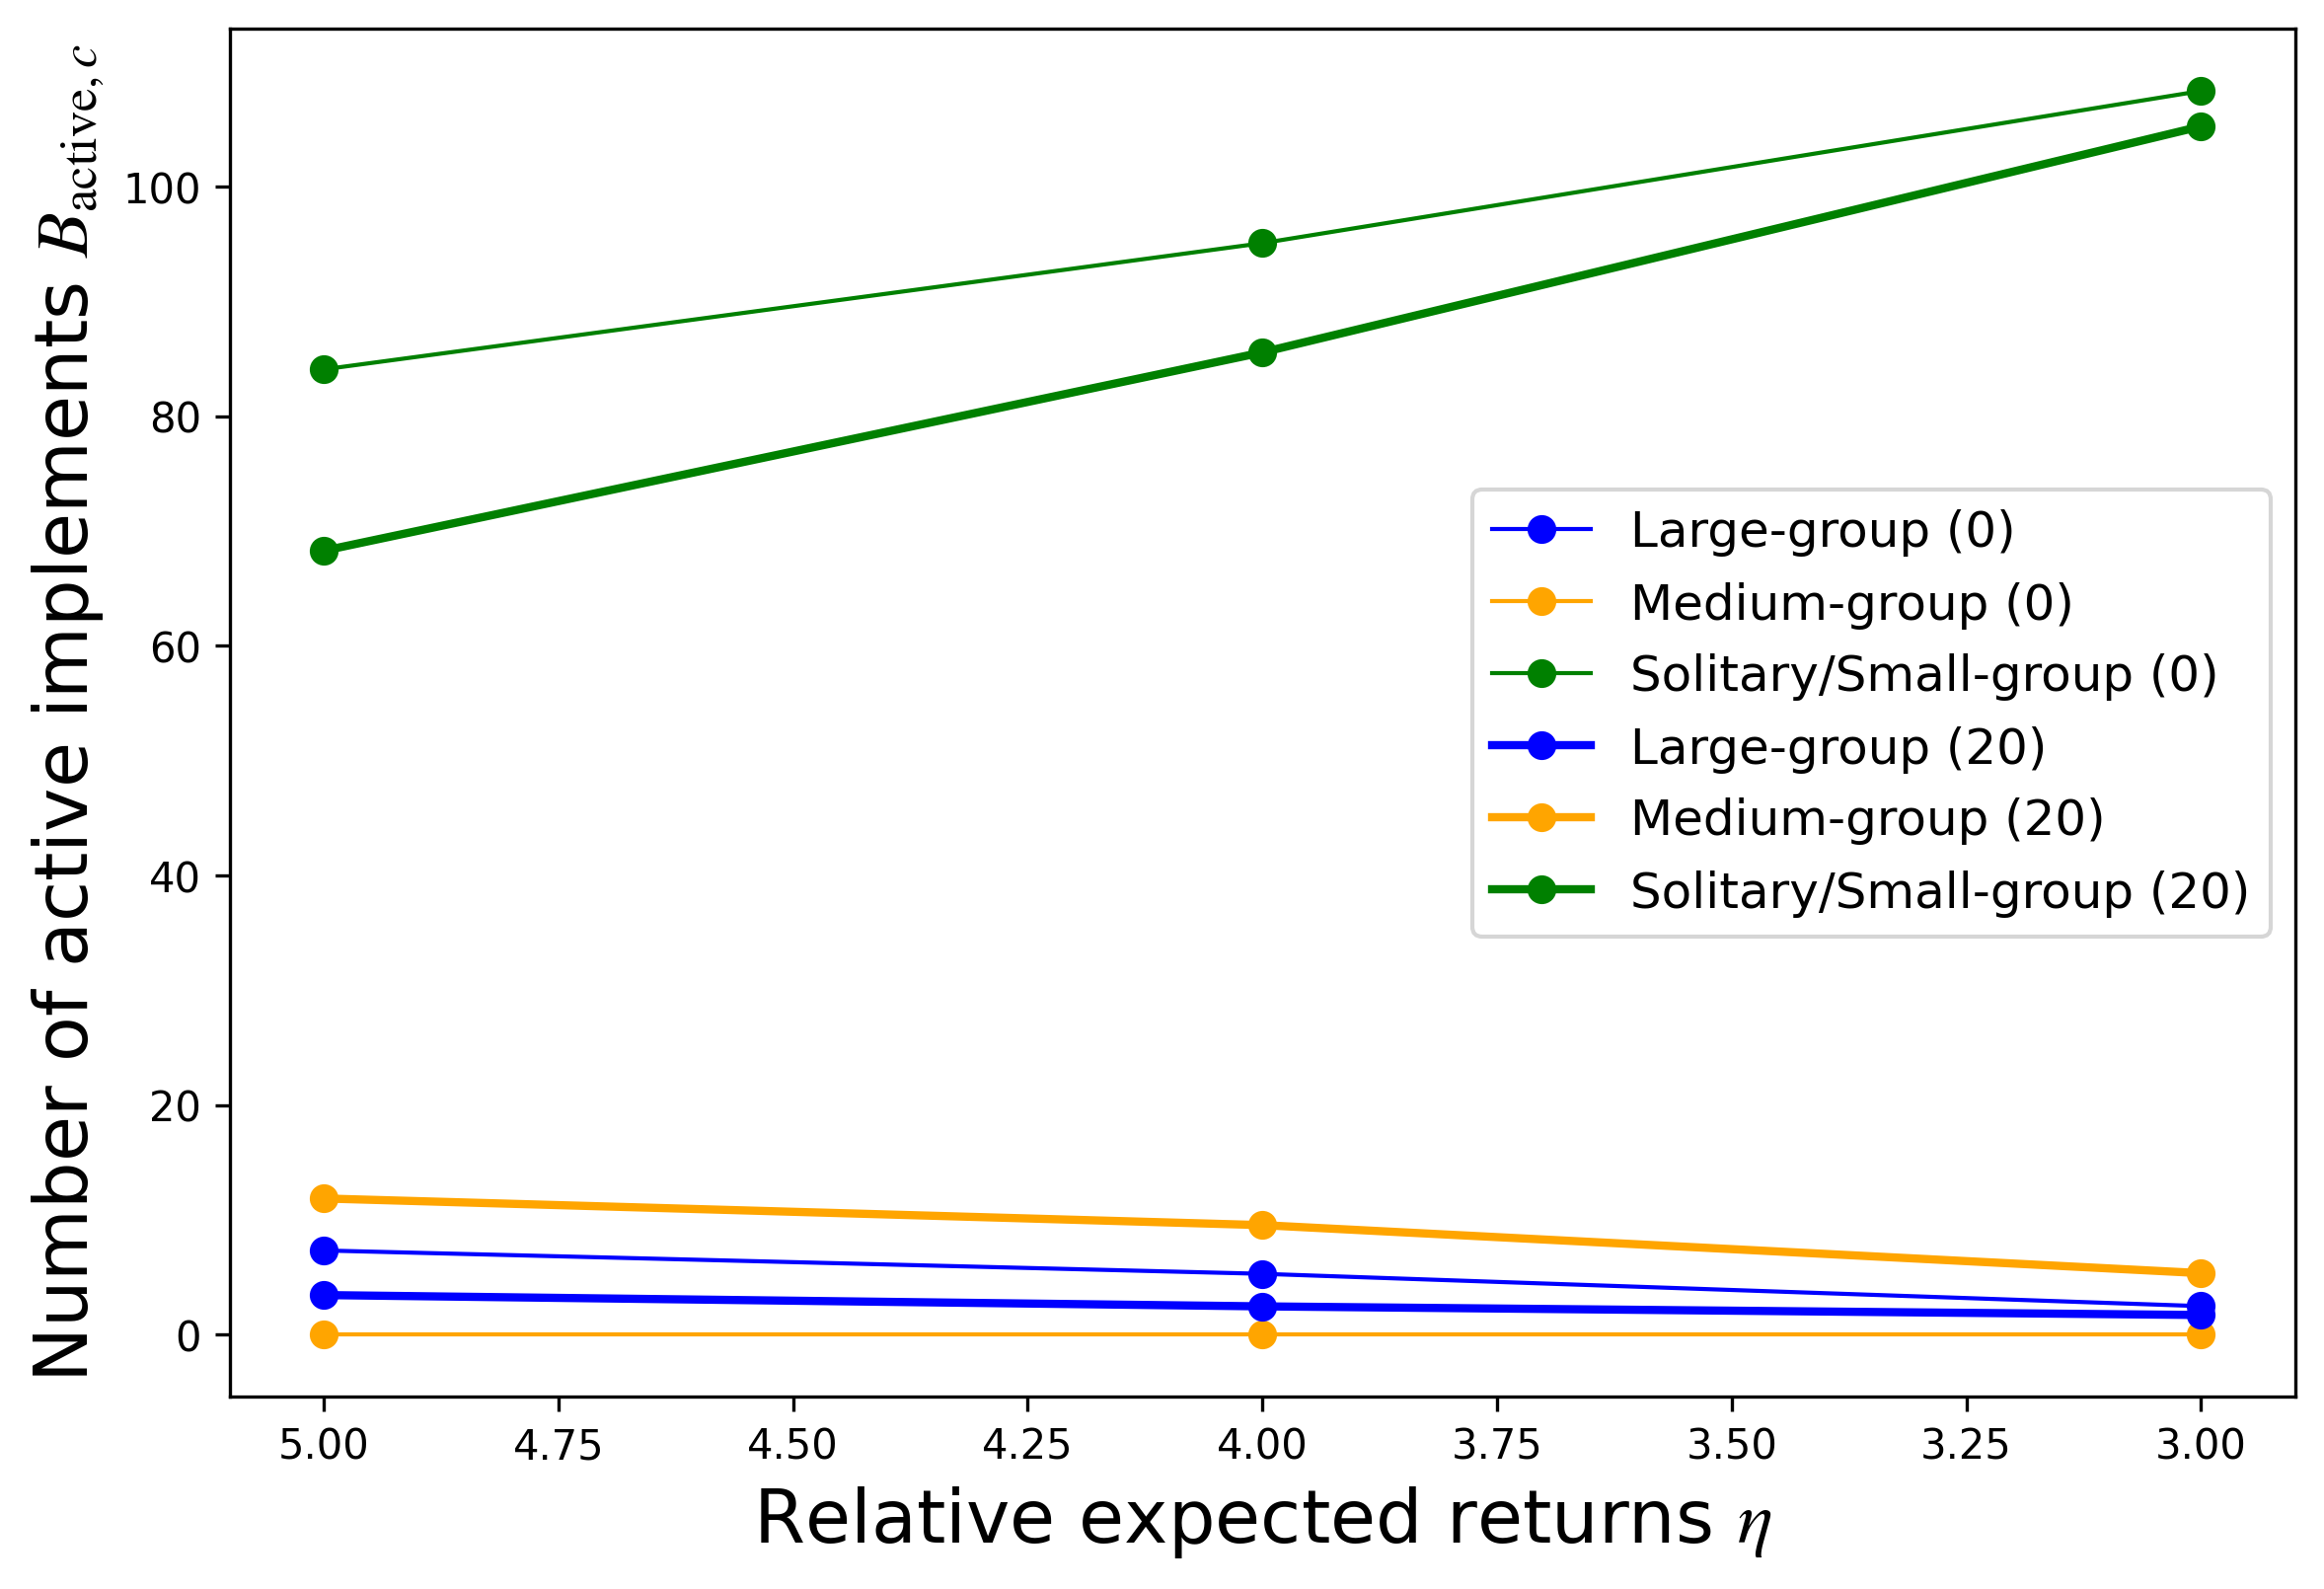 Number of active implements B_active, c
100
80
60
40
20
0
5.00 4.75 4.50 4.25 4.00 3.75 3.50 3.25 3.00
Relative expected returns η
Large-group (0)
Medium-group (0)
Solitary/Small-group (0)
Large-group (20)
Medium-group (20)
Solitary/Small-group (20)